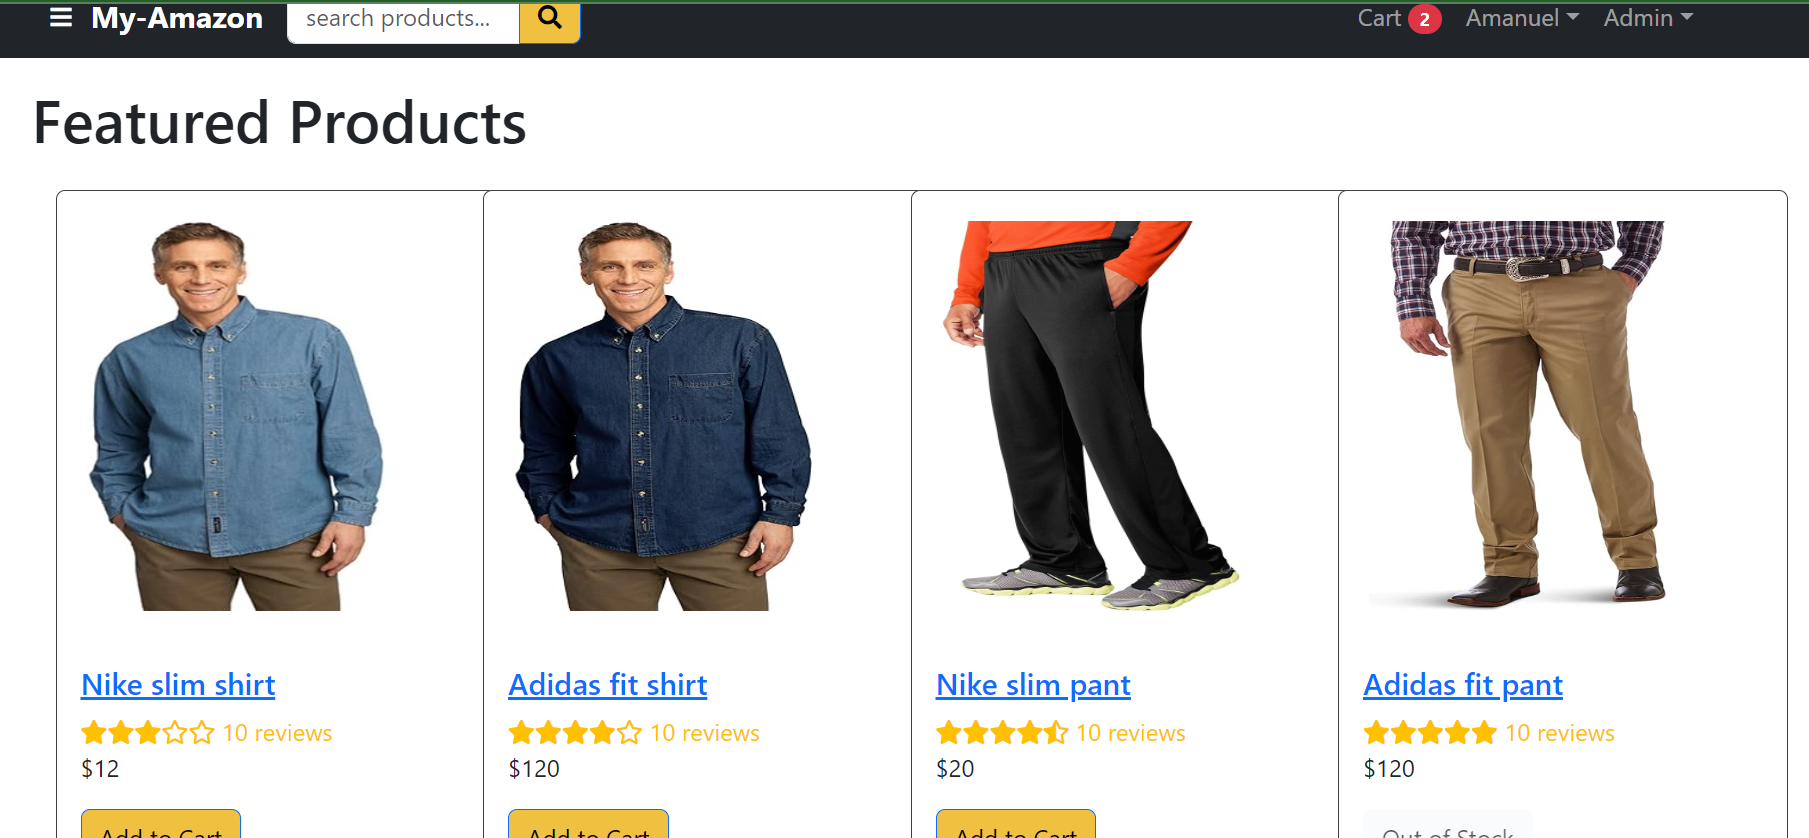 My-Amazon
search products...
Cart 2
Amanuel
Admin
Featured Products
Nike slim shirt
10 reviews
$12
Add to Cart
Adidas fit shirt
10 reviews
$120
Add to Cart
Nike slim pant
10 reviews
$20
Add to Cart
Adidas fit pant
10 reviews
$120
Out of Stock